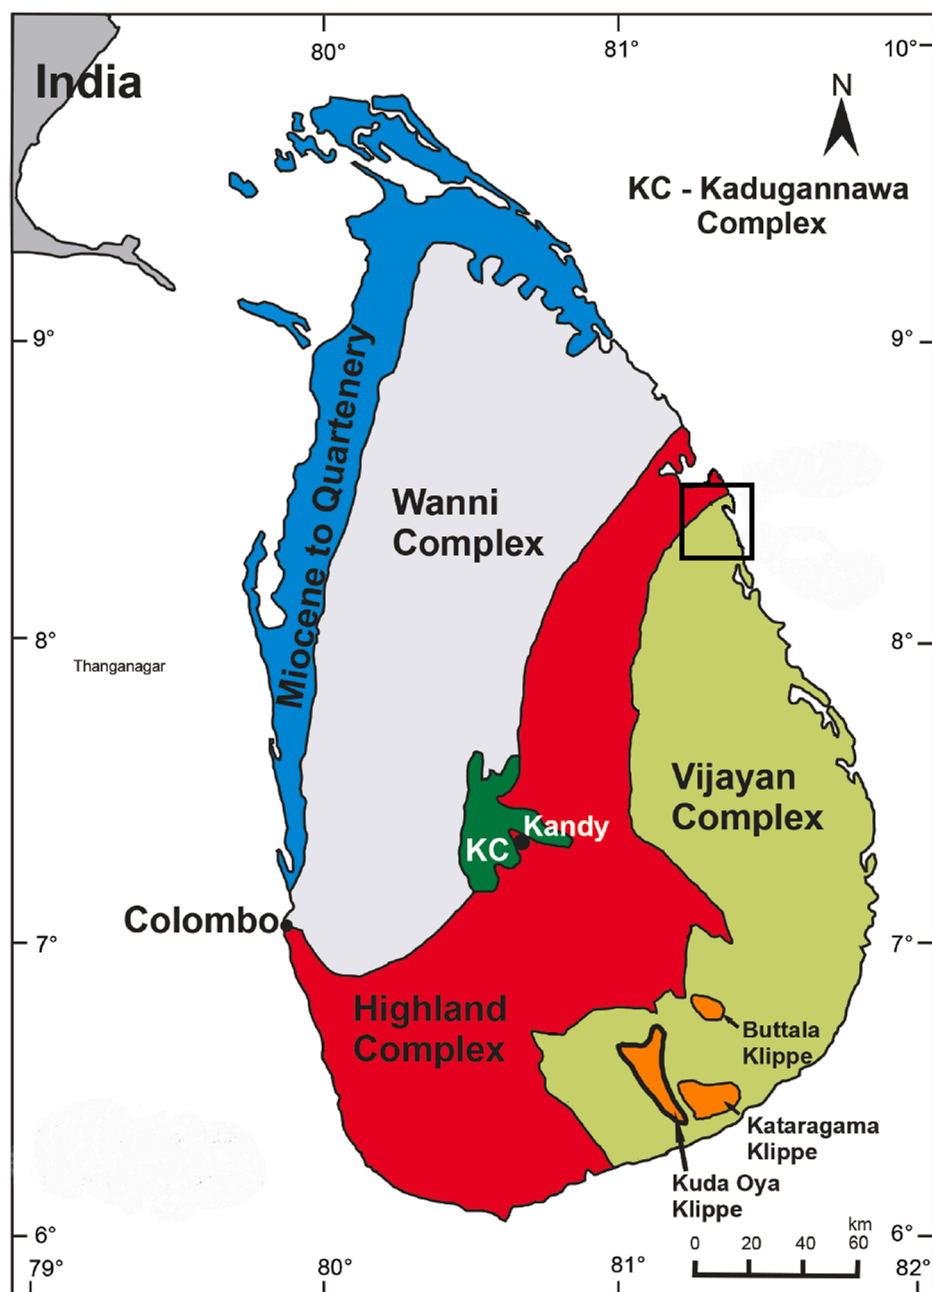 80°
81°
10°
India
N
KC - Kadugannawa
Complex
9°
9°
Miocene to Quartenery
Wanni
Complex
8°
8°
Thanganagar
Vijayan
Complex
Kandy
KC
Colombo
7°
7°
Highland
Complex
Buttala
Klippe
Kataragama
Klippe
Kuda Oya
Klippe
km
0 20 40 60
6°
6°
79°
80°
81°
82°